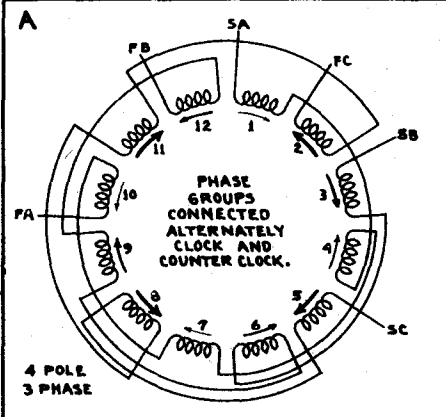 A
SA
FB
FC
12
1
11
2
SB
10
3
PHASE
GROUPS
CONNECTED
ALTERNATELY
CLOCK AND
COUNTER CLOCK.
FA
9
4
8
5
7
6
SC
4 POLE
3 PHASE